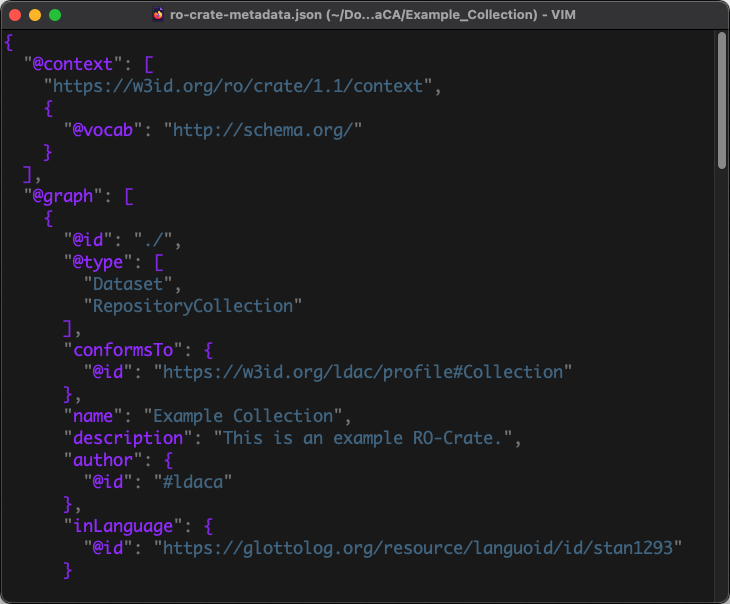 ro-crate-metadata.json (~/Do...aCA/Example_Collection) - VIM
{
  "@context": [
    "https://w3id.org/ro/crate/1.1/context",
    {
      "@vocab": "http://schema.org/"
    }
  ],
  "@graph": [
    {
      "@id": "./",
      "@type": [
        "Dataset",
        "RepositoryCollection"
      ],
      "conformsTo": {
        "@id": "https://w3id.org/ldac/profile#Collection"
      },
      "name": "Example Collection",
      "description": "This is an example RO-Crate.",
      "author": {
        "@id": "#ldaca"
      },
      "inLanguage": {
        "@id": "https://glottolog.org/resource/languoid/id/stan1293"
      }